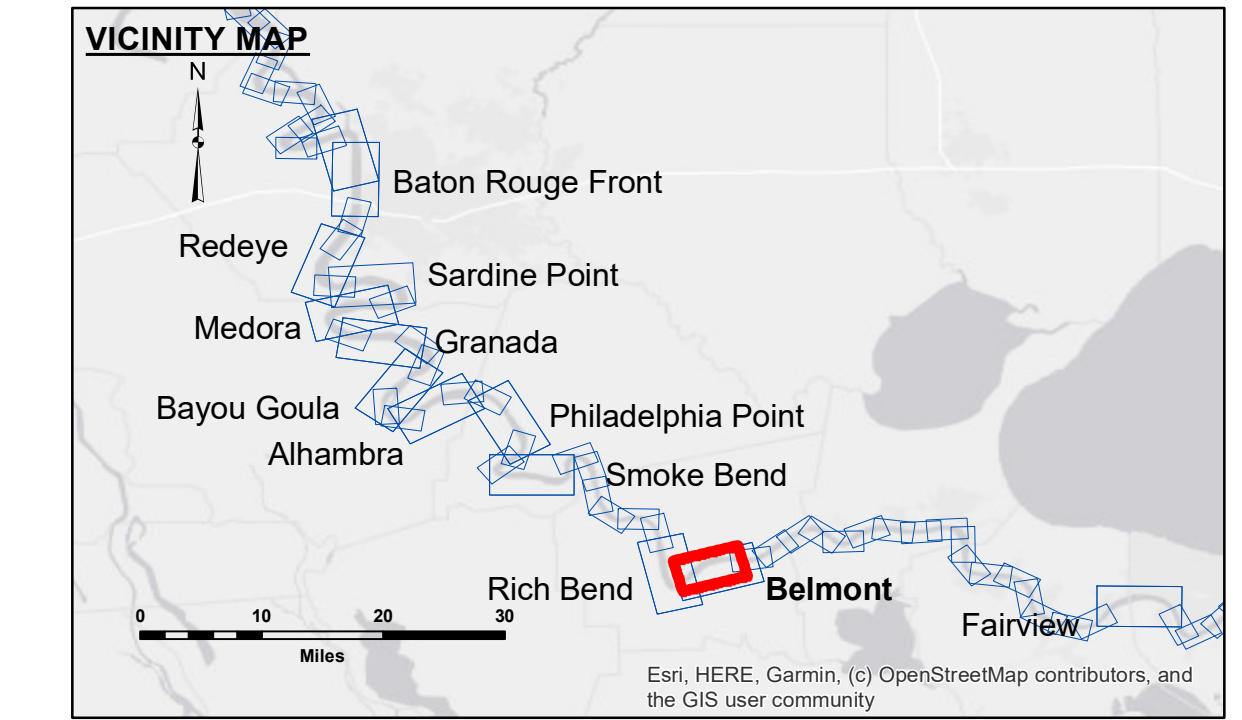 VICINITY MAP
N
Baton Rouge Front
Redeye
Sardine Point
Medora
Granada
Bayou Goula
Philadelphia Point
Alhambra
Smoke Bend
Rich Bend
Belmont
0 10 20 30
Fairview
Miles
Esri, HERE, Garmin, (c) OpenStreetMap contributors, and
the GIS user community